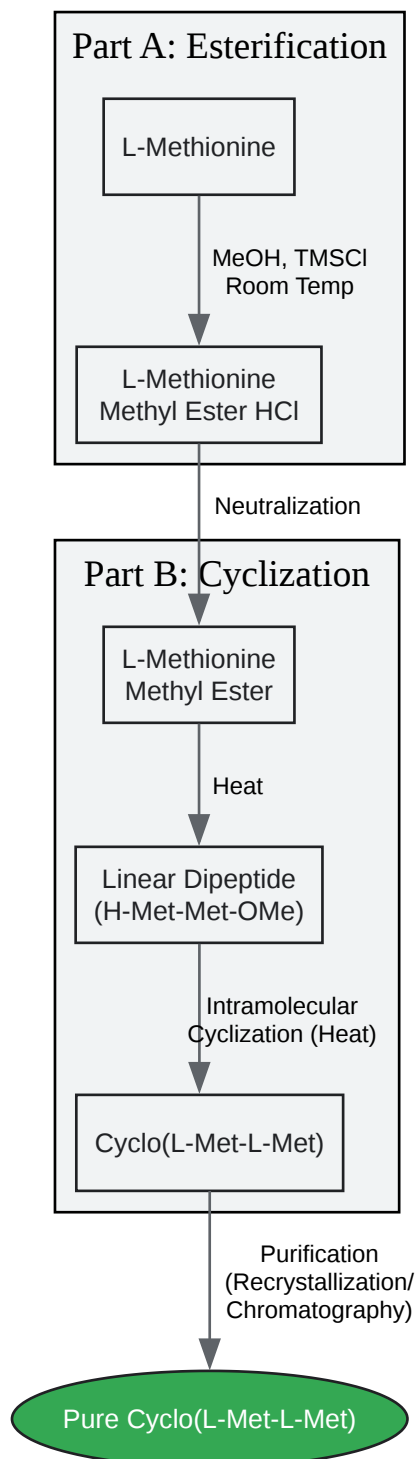 Part A: Esterification
L-Methionine
MeOH, TMSCl
Room Temp
L-Methionine
Methyl Ester HCl
Neutralization
Part B: Cyclization
L-Methionine
Methyl Ester
Heat
Linear Dipeptide
(H-Met-Met-OMe)
Intramolecular
Cyclization (Heat)
Cyclo(L-Met-L-Met)
Purification
(Recrystallization/
Chromatography)
Pure Cyclo(L-Met-L-Met)